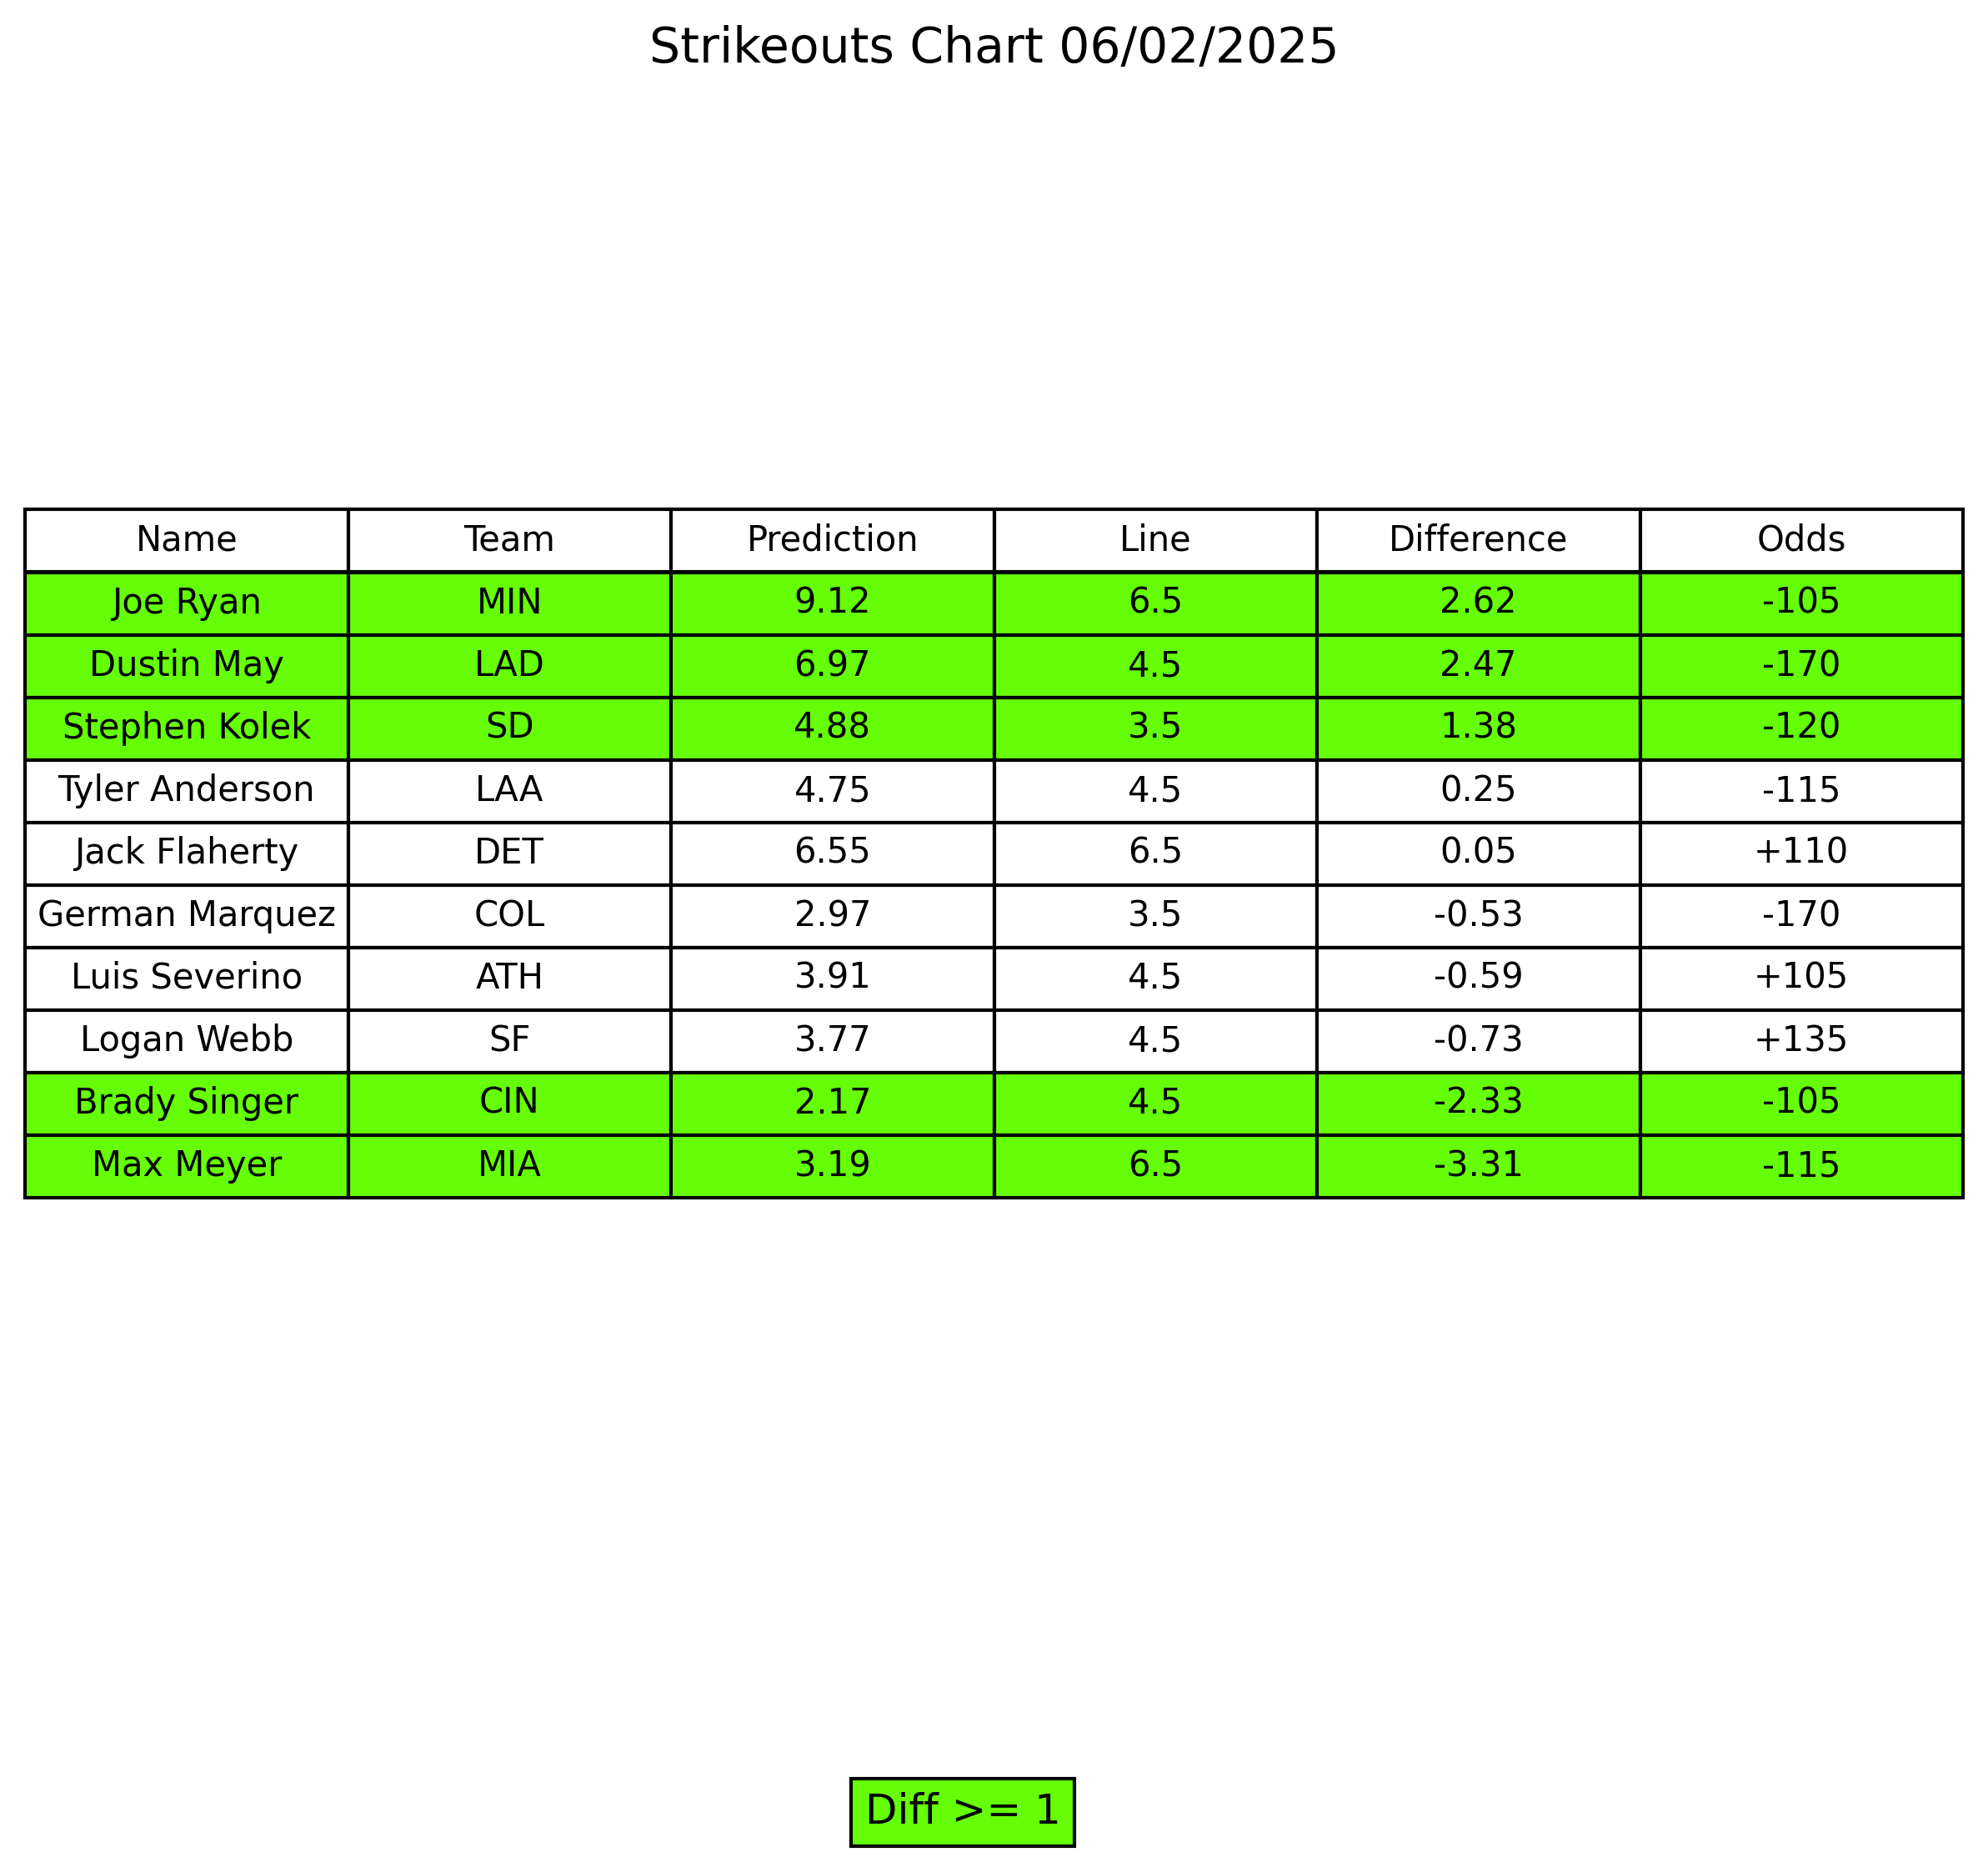 Strikeouts Chart 06/02/2025
Name Team Prediction Line Difference Odds
Joe Ryan MIN 9.12 6.5 2.62 -105
Dustin May LAD 6.97 4.5 2.47 -170
Stephen Kolek SD 4.88 3.5 1.38 -120
Tyler Anderson LAA 4.75 4.5 0.25 -115
Jack Flaherty DET 6.55 6.5 0.05 +110
German Marquez COL 2.97 3.5 -0.53 -170
Luis Severino ATH 3.91 4.5 -0.59 +105
Logan Webb SF 3.77 4.5 -0.73 +135
Brady Singer CIN 2.17 4.5 -2.33 -105
Max Meyer MIA 3.19 6.5 -3.31 -115
Diff >= 1